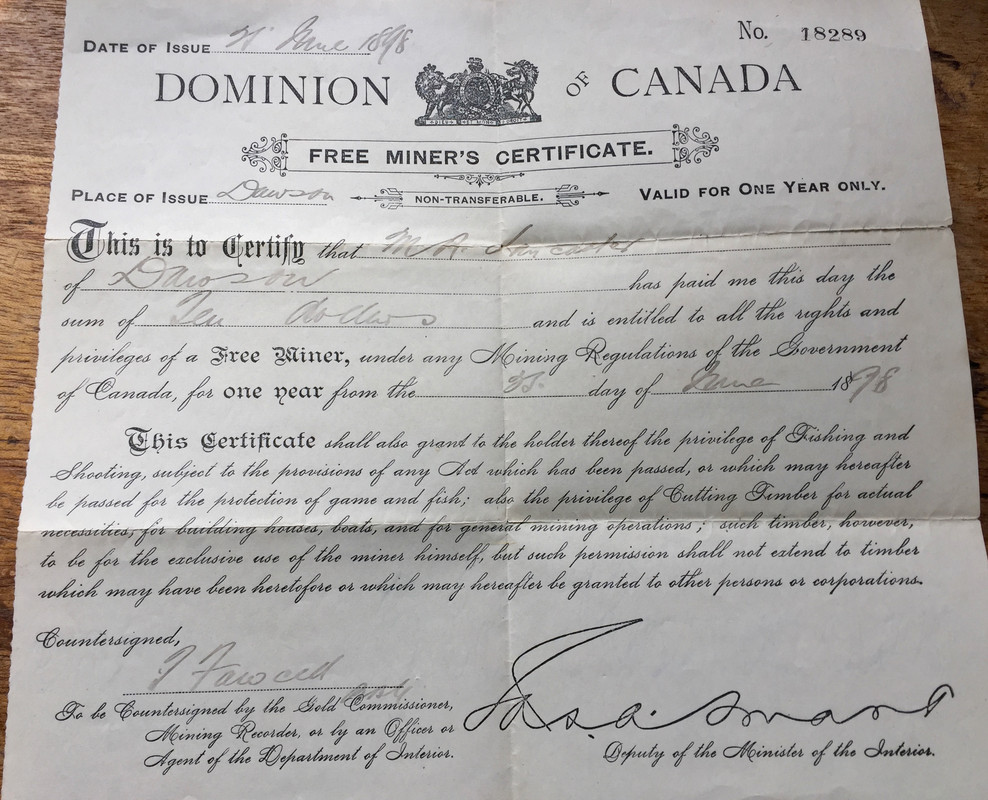 DATE OF ISSUE June 1898
No. 18289
DOMINION OF CANADA
DIEU ET MON DROIT
FREE MINER'S CERTIFICATE.
PLACE OF ISSUE Dawson
NON-TRANSFERABLE.
VALID FOR ONE YEAR ONLY.
This is to Certify that
of Dawson has paid me this day the
sum of Ten dollars and is entitled to all the rights and
privileges of a Free Miner, under any Mining Regulations of the Government
of Canada, for one year from the day of June 1898
This Certificate shall also grant to the holder thereof the privilege of Fishing and
Shooting, subject to the provisions of any Act which has been passed, or which may hereafter
be passed for the protection of game and fish; also the privilege of Cutting Timber for actual
necessities, for building houses, boats, and for general mining operations; such timber, however,
to be for the exclusive use of the miner himself, but such permission shall not extend to timber
which may have been heretofore or which may hereafter be granted to other persons or corporations.
Countersigned,
T Fawcett
Jas. A. Smart
To be Countersigned by the Gold Commissioner,
Mining Recorder, or by an Officer or
Agent of the Department of Interior.
Deputy of the Minister of the Interior.